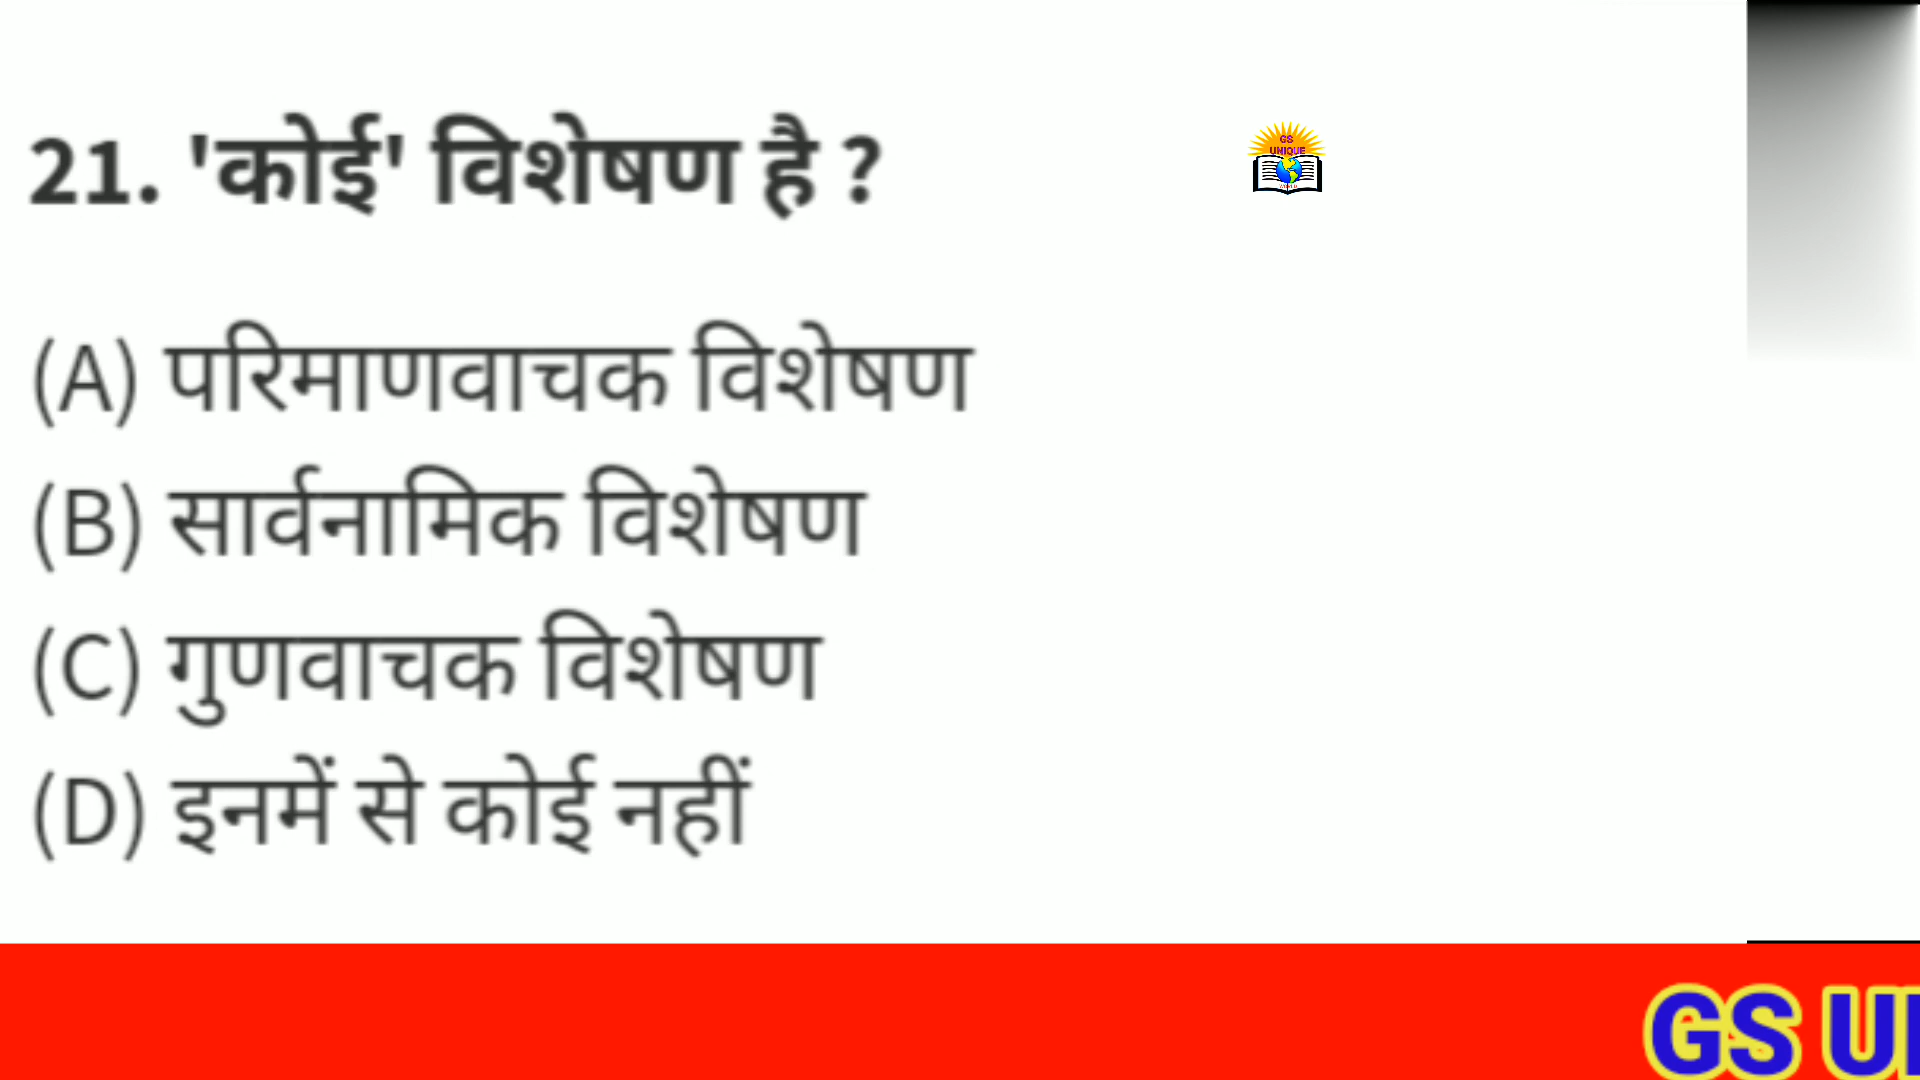 21. 'कोई' विशेषण है ?
GS
UNIQUE
(A) परिमाणवाचक विशेषण
(B) सार्वनामिक विशेषण
(C) गुणवाचक विशेषण
(D) इनमें से कोई नहीं
GS